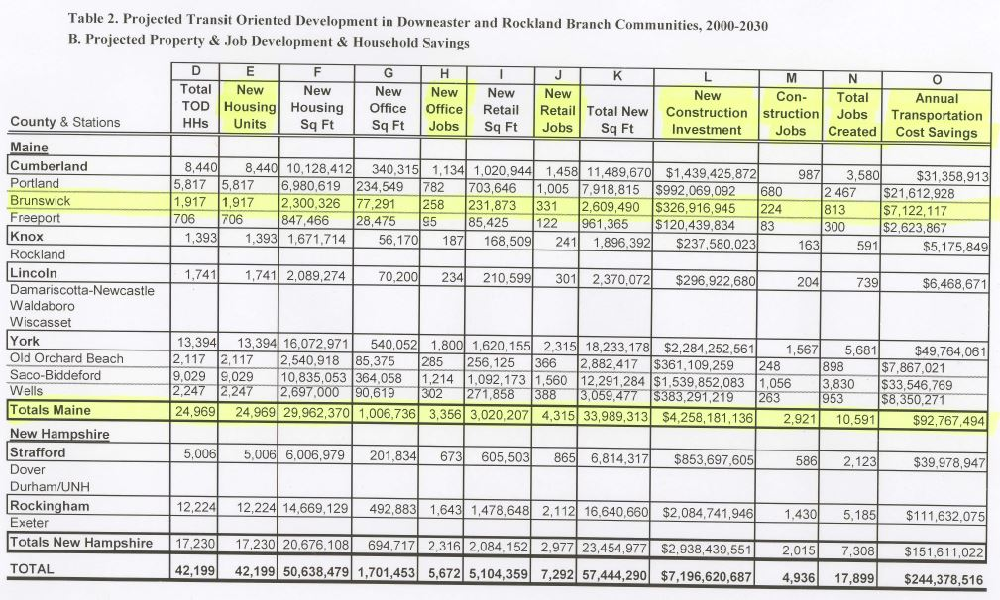 Table 2. Projected Transit Oriented Development in Downeaster and Rockland Branch Communities, 2000-2030
B. Projected Property & Job Development & Household Savings
D E F G H I J K L M N O
County & Stations Total TOD HHs New Housing Units New Housing Sq Ft New Office Sq Ft New Office Jobs New Retail Sq Ft New Retail Jobs Total New Sq Ft New Construction Investment Con-struction Jobs Total Jobs Created Annual Transportation Cost Savings
Maine
Cumberland 8,440 8,440 10,128,412 340,315 1,134 1,020,944 1,458 11,489,670 $1,439,425,872 987 3,580 $31,358,913
Portland 5,817 5,817 6,980,619 234,549 782 703,646 1,005 7,918,815 $992,069,092 680 2,467 $21,612,928
Brunswick 1,917 1,917 2,300,326 77,291 258 231,873 331 2,609,490 $326,916,945 224 813 $7,122,117
Freeport 706 706 847,466 28,475 95 85,425 122 961,365 $120,439,834 83 300 $2,623,867
Knox 1,393 1,393 1,671,714 56,170 187 168,509 241 1,896,392 $237,580,023 163 591 $5,175,849
Rockland
Lincoln 1,741 1,741 2,089,274 70,200 234 210,599 301 2,370,072 $296,922,680 204 739 $6,468,671
Damariscotta-Newcastle
Waldaboro
Wiscasset
York 13,394 13,394 16,072,971 540,052 1,800 1,620,155 2,315 18,233,178 $2,284,252,561 1,567 5,681 $49,764,061
Old Orchard Beach 2,117 2,117 2,540,918 85,375 285 256,125 366 2,882,417 $361,109,259 248 898 $7,867,021
Saco-Biddeford 9,029 9,029 10,835,053 364,058 1,214 1,092,173 1,560 12,291,284 $1,539,852,083 1,056 3,830 $33,546,769
Wells 2,247 2,247 2,697,000 90,619 302 271,858 388 3,059,477 $383,291,219 263 953 $8,350,271
Totals Maine 24,969 24,969 29,962,370 1,006,736 3,356 3,020,207 4,315 33,989,313 $4,258,181,136 2,921 10,591 $92,767,494
New Hampshire
Strafford 5,006 5,006 6,006,979 201,834 673 605,503 865 6,814,317 $853,697,605 586 2,123 $39,978,947
Dover
Durham/UNH
Rockingham 12,224 12,224 14,669,129 492,883 1,643 1,478,648 2,112 16,640,660 $2,084,741,946 1,430 5,185 $111,632,075
Exeter
Totals New Hampshire 17,230 17,230 20,676,108 694,717 2,316 2,084,152 2,977 23,454,977 $2,938,439,551 2,015 7,308 $151,611,022
TOTAL 42,199 42,199 50,638,479 1,701,453 5,672 5,104,359 7,292 57,444,290 $7,196,620,687 4,936 17,899 $244,378,516